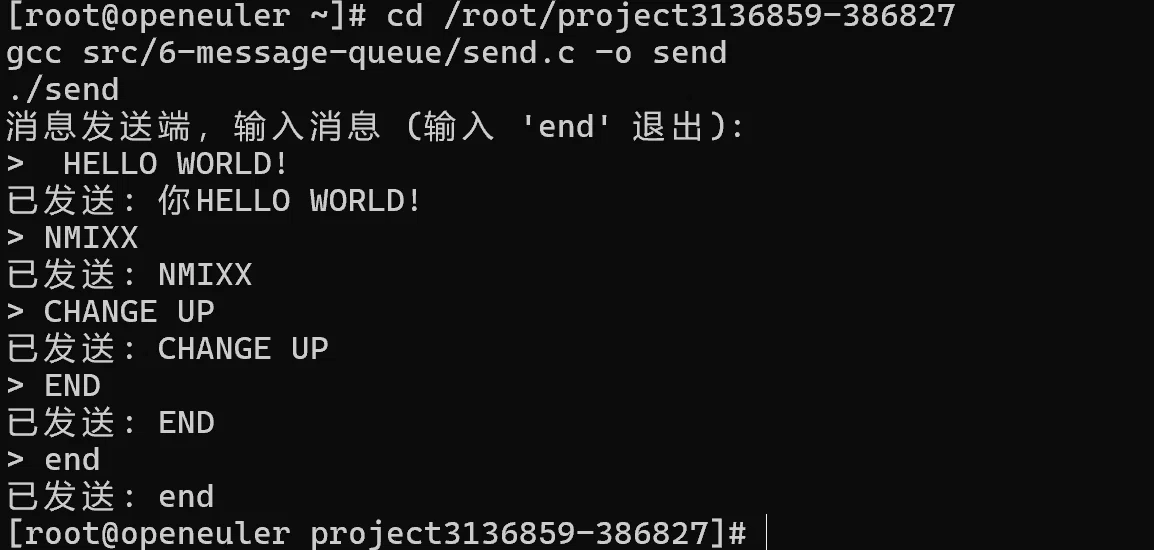 [root@openeuler ~]# cd /root/project3136859-386827
gcc src/6-message-queue/send.c -o send
./send
消息发送端，输入消息 (输入 'end' 退出):
>  HELLO WORLD!
已发送: 你HELLO WORLD!
> NMIXX
已发送: NMIXX
> CHANGE UP
已发送: CHANGE UP
> END
已发送: END
> end
已发送: end
[root@openeuler project3136859-386827]#